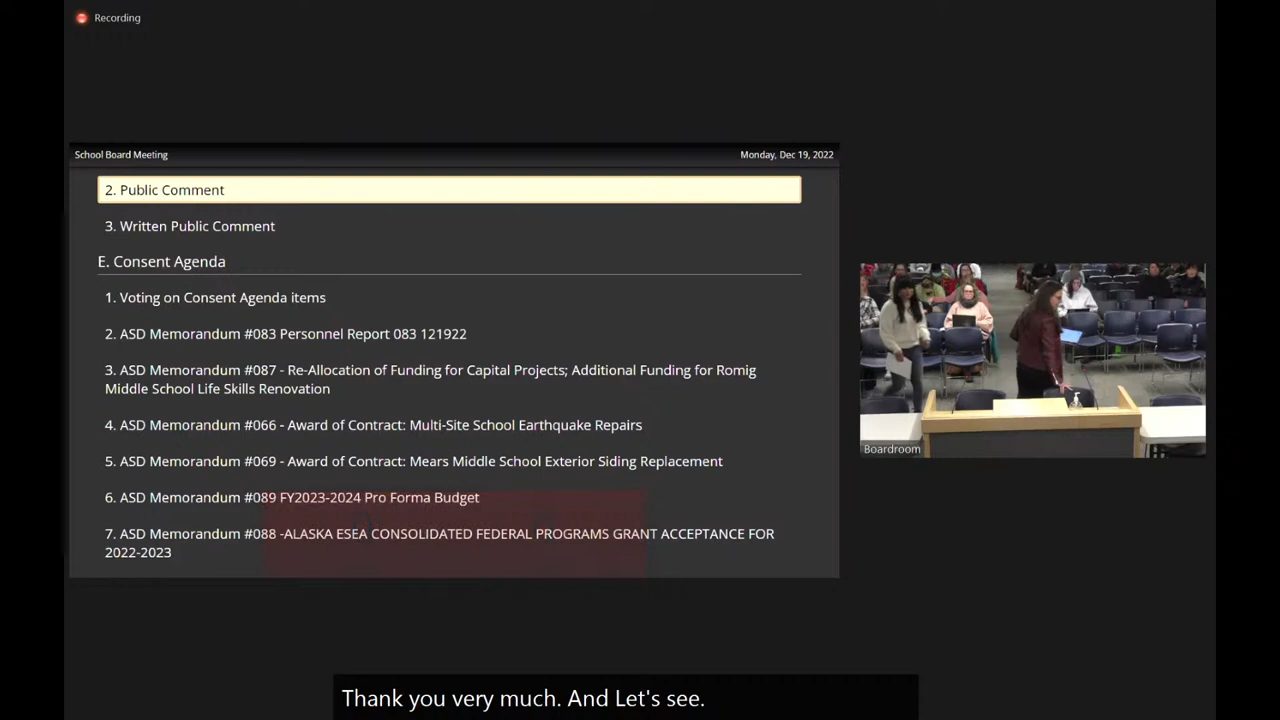 Recording
School Board Meeting
Monday, Dec 19, 2022
2. Public Comment
3. Written Public Comment
E. Consent Agenda
1. Voting on Consent Agenda items
2. ASD Memorandum #083 Personnel Report 083 121922
3. ASD Memorandum #087 - Re-Allocation of Funding for Capital Projects; Additional Funding for Romig
Middle School Life Skills Renovation
4. ASD Memorandum #066 - Award of Contract: Multi-Site School Earthquake Repairs
5. ASD Memorandum #069 - Award of Contract: Mears Middle School Exterior Siding Replacement
6. ASD Memorandum #089 FY2023-2024 Pro Forma Budget
7. ASD Memorandum #088 -ALASKA ESEA CONSOLIDATED FEDERAL PROGRAMS GRANT ACCEPTANCE FOR
2022-2023
Boardroom
Thank you very much. And Let's see.